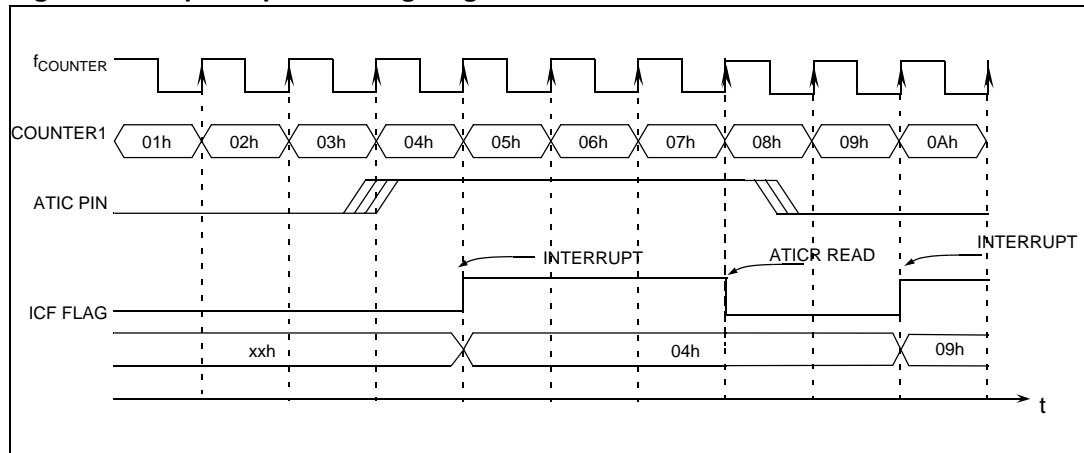 fCOUNTER
COUNTER1 01h 02h 03h 04h 05h 06h 07h 08h 09h 0Ah
ATIC PIN
INTERRUPT ATICR READ INTERRUPT
ICF FLAG
xxh 04h 09h
t